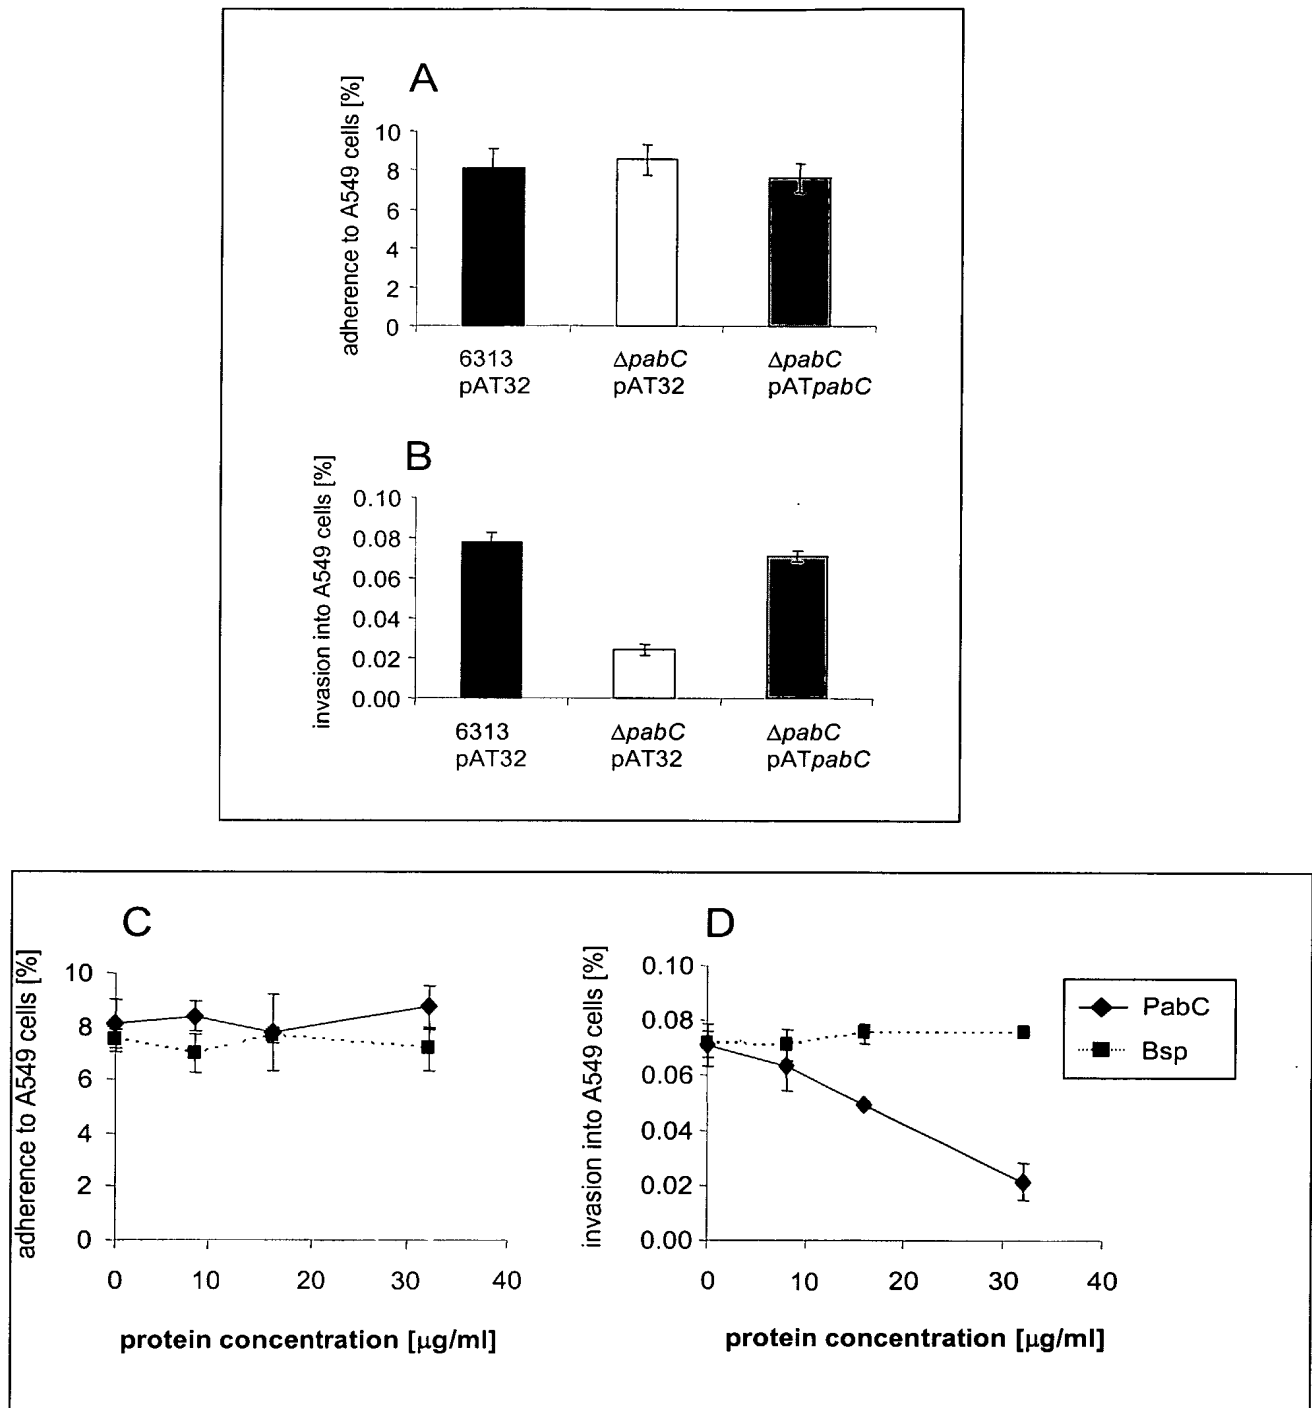 A
adherence to A549 cells [%]
10
8
6
4
2
0
6313
pAT32
ΔpabC
pAT32
ΔpabC
pATpabC
B
invasion into A549 cells [%]
0.10
0.08
0.06
0.04
0.02
0.00
6313
pAT32
ΔpabC
pAT32
ΔpabC
pATpabC
C
adherence to A549 cells [%]
10
8
6
4
2
0
0 10 20 30 40
protein concentration [µg/ml]
D
invasion into A549 cells [%]
0.10
0.08
0.06
0.04
0.02
0.00
0 10 20 30 40
protein concentration [µg/ml]
PabC
Bsp